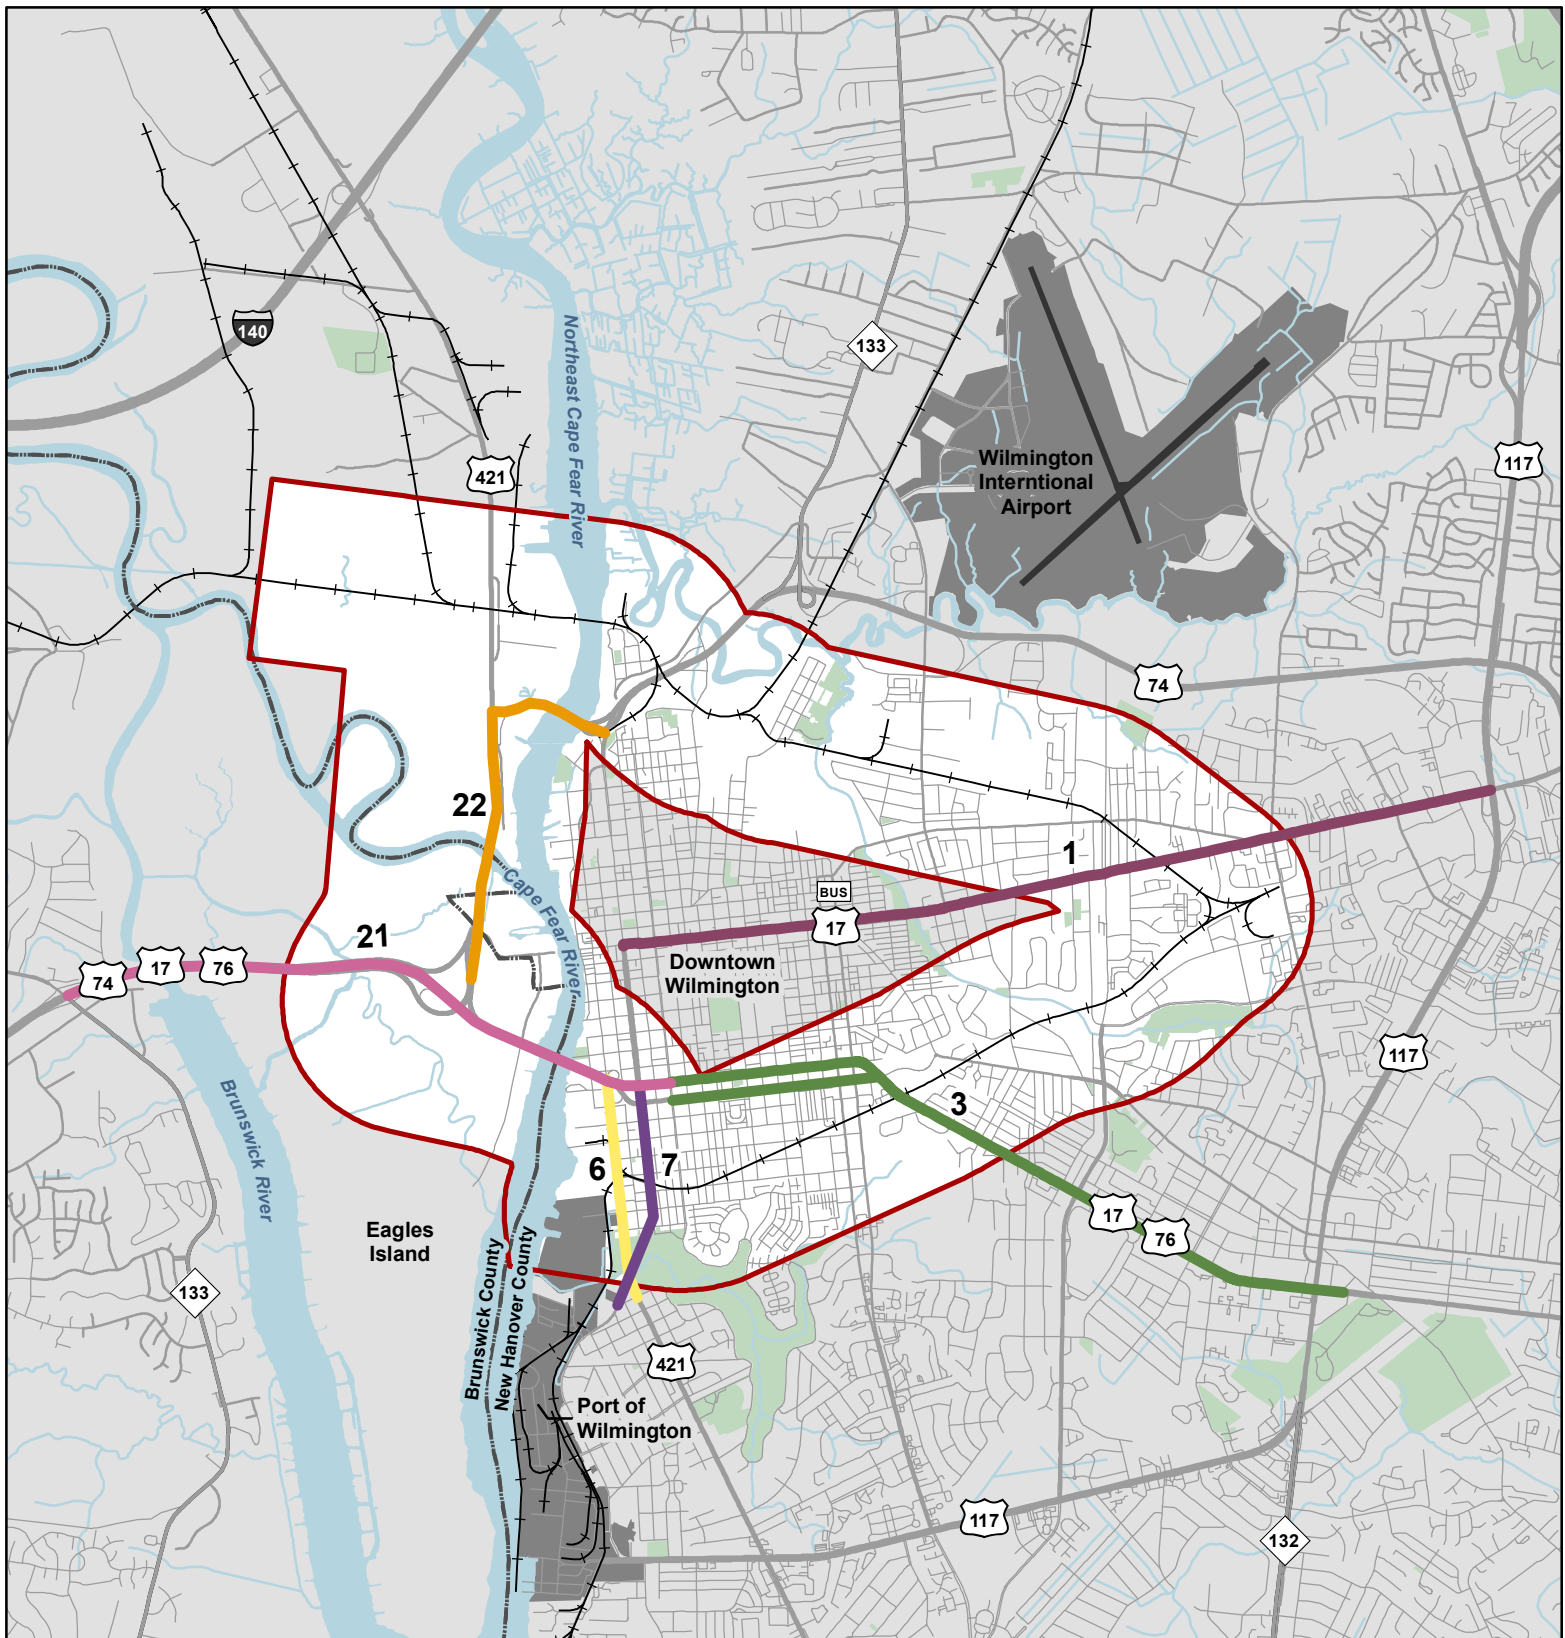 140
133
421
Northeast Cape Fear River
Wilmington
Interntional
Airport
117
74
22
1
BUS
17
Cape Fear River
21
74
17
76
Downtown
Wilmington
117
3
Brunswick River
6
7
17
76
Eagles
Island
133
Brunswick County
New Hanover County
421
Port of
Wilmington
117
132